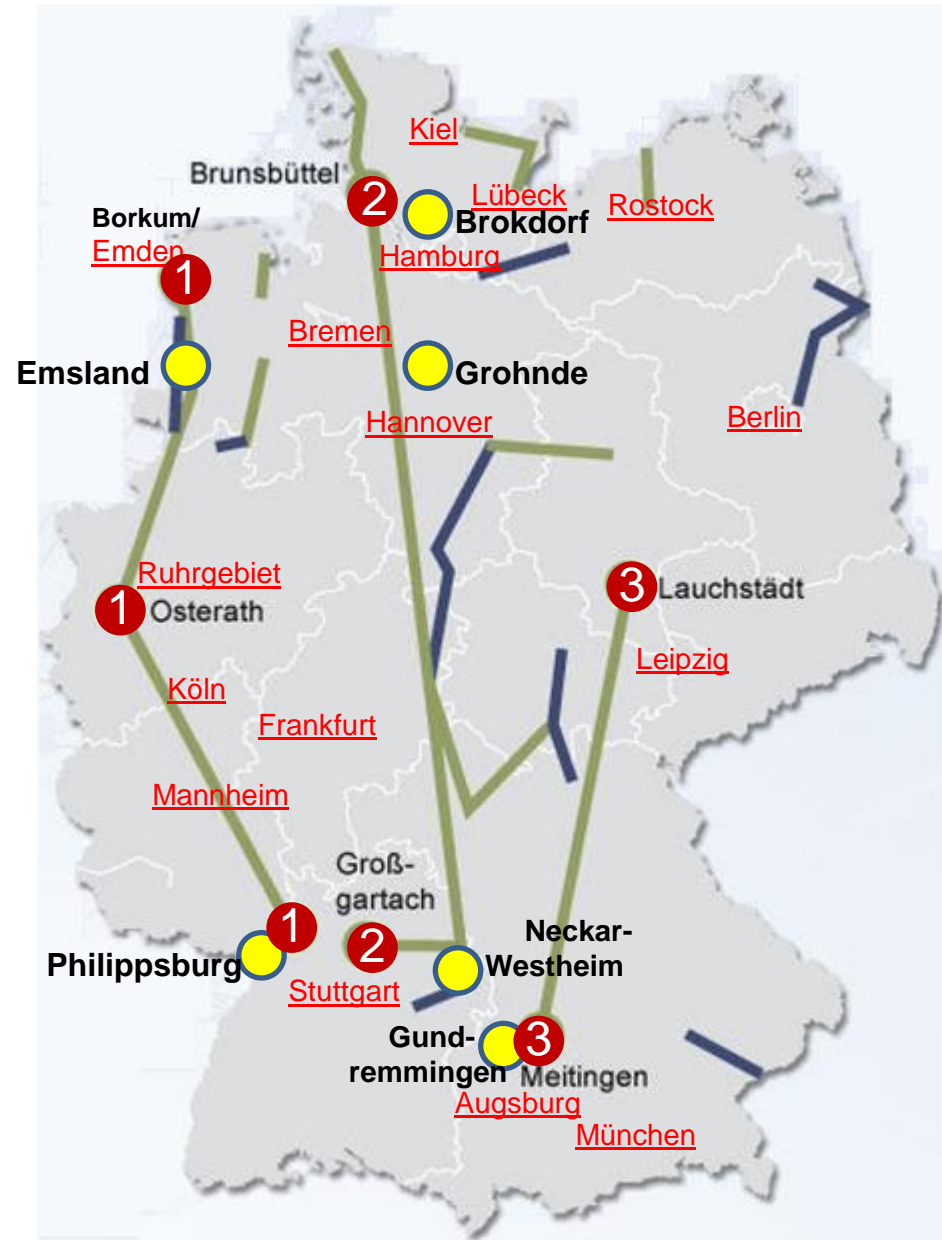 Kiel
Brunsbüttel
2
Lübeck
Rostock
Borkum/
Brokdorf
Emden
Hamburg
1
Bremen
Emsland
Grohnde
Hannover
Berlin
Ruhrgebiet
3
Lauchstädt
1
Osterath
Leipzig
Köln
Frankfurt
Mannheim
Groß-
gartach
1
2
Neckar-
Westheim
Philippsburg
Stuttgart
Gund-
remmingen
3
Meitingen
Augsburg
München